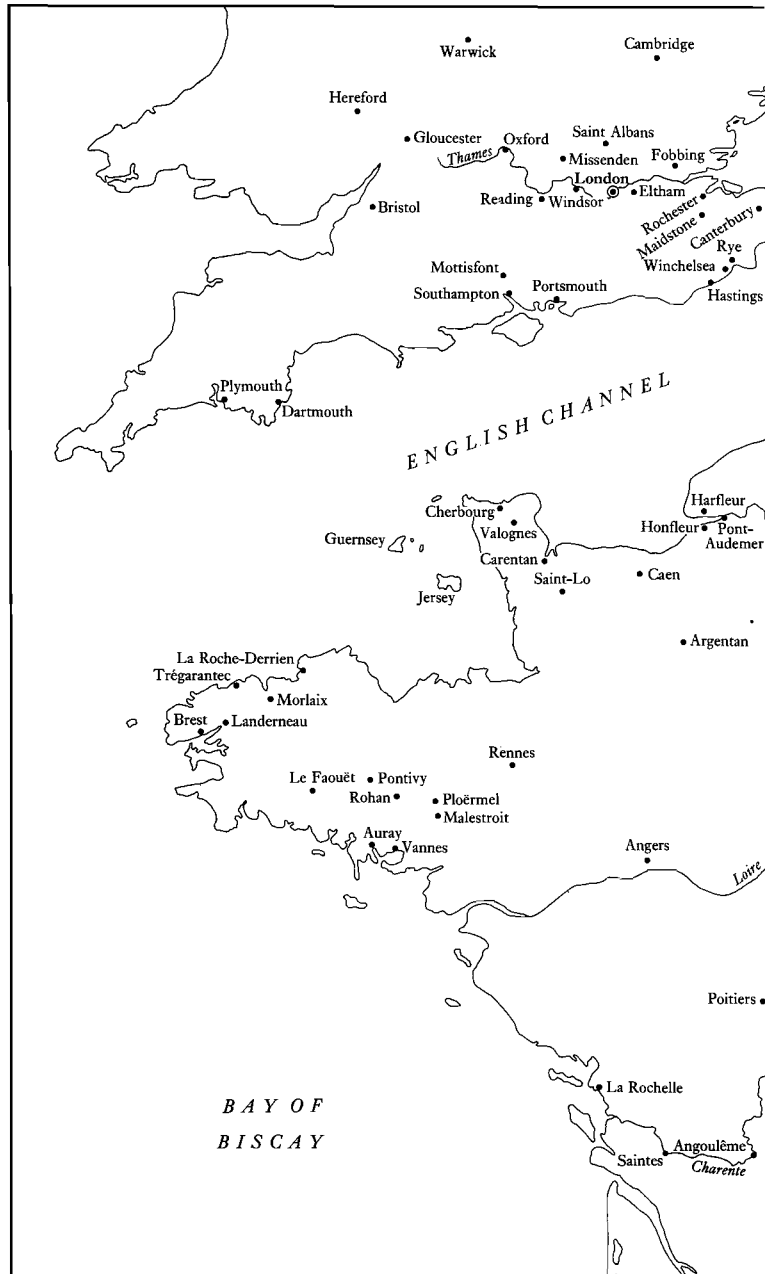 Warwick
Cambridge
Hereford
Gloucester
Thames
Oxford
Saint Albans
Missenden
Fobbing
London
Reading
Windsor
Eltham
Rochester
Maidstone
Canterbury
Bristol
Rye
Winchelsea
Mottisfont
Southampton
Portsmouth
Hastings
Plymouth
Dartmouth
ENGLISH CHANNEL
Cherbourg
Valognes
Harfleur
Honfleur
Pont-
Audemer
Guernsey
Carentan
Saint-Lo
Caen
Jersey
Argentan
La Roche-Derrien
Trégarantec
Morlaix
Brest
Landerneau
Rennes
Le Faouët
Pontivy
Rohan
Ploërmel
Malestroit
Auray
Vannes
Angers
Loire
Poitiers
La Rochelle
BAY OF
BISCAY
Saintes
Angoulême
Charente